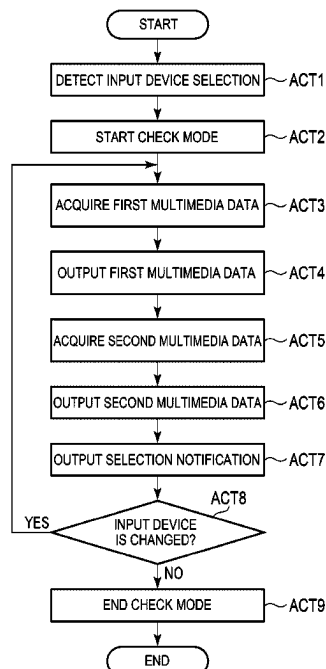 START
DETECT INPUT DEVICE SELECTION
ACT1
START CHECK MODE
ACT2
ACQUIRE FIRST MULTIMEDIA DATA
ACT3
OUTPUT FIRST MULTIMEDIA DATA
ACT4
ACQUIRE SECOND MULTIMEDIA DATA
ACT5
OUTPUT SECOND MULTIMEDIA DATA
ACT6
OUTPUT SELECTION NOTIFICATION
ACT7
ACT8
YES
INPUT DEVICE
IS CHANGED?
NO
END CHECK MODE
ACT9
END